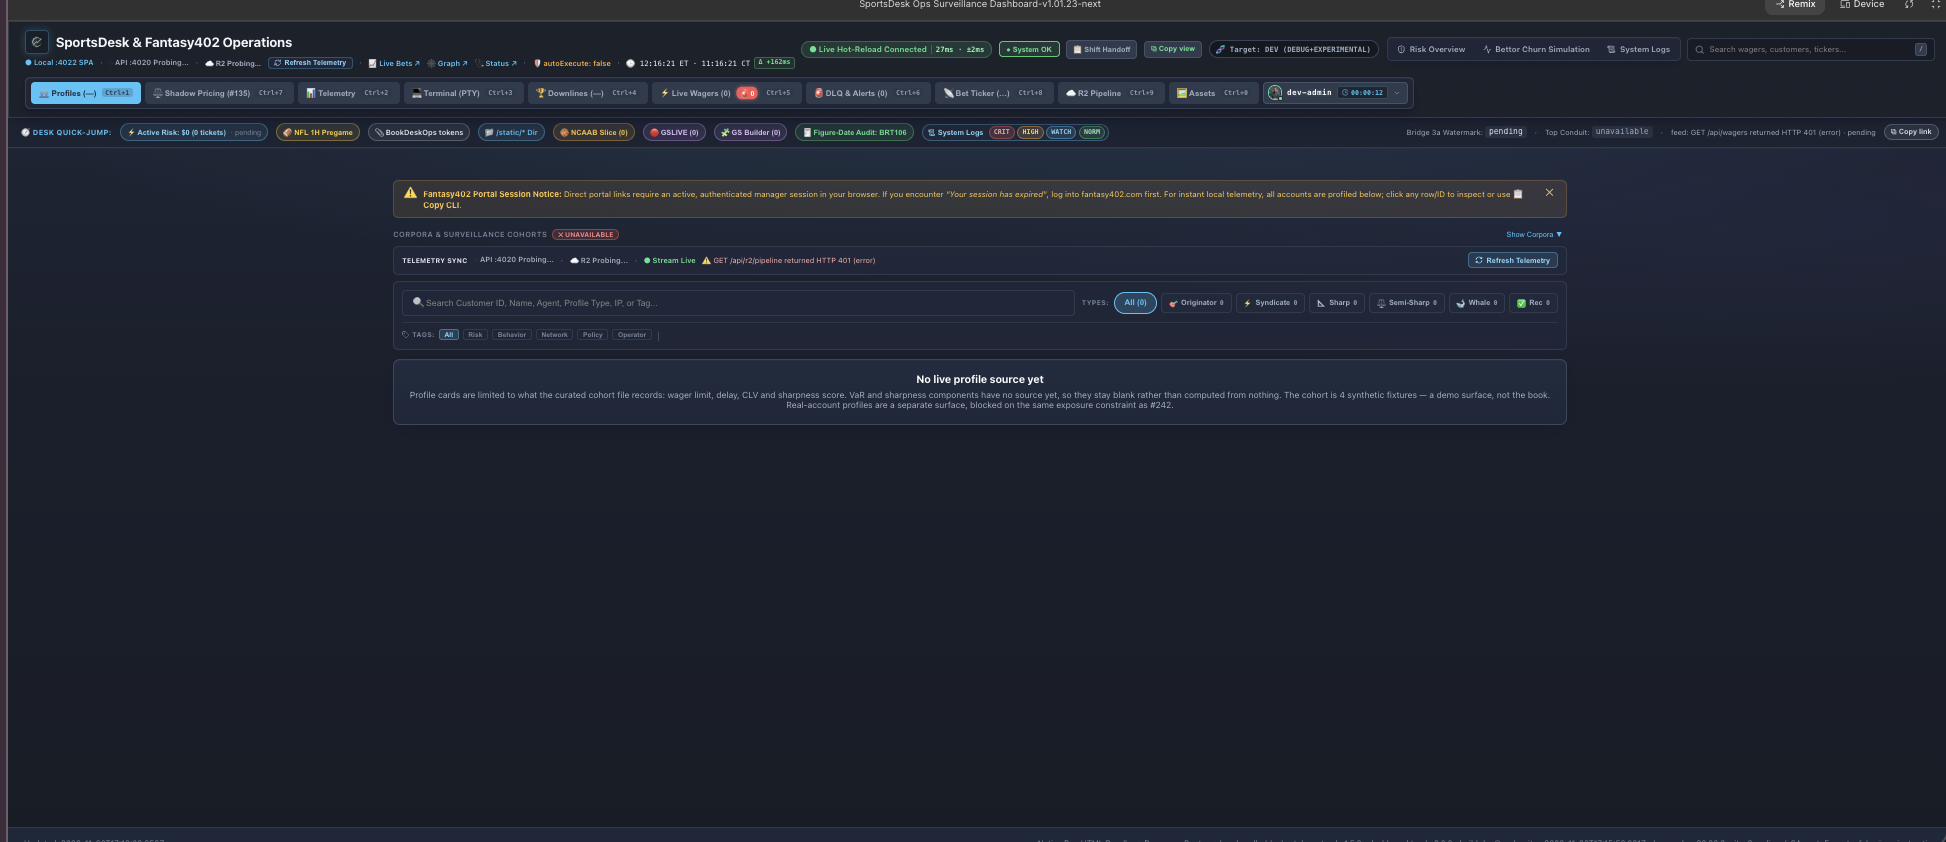 SportsDesk Ops Surveillance Dashboard-v1.01.23-next
Remix
Device
SportsDesk & Fantasy402 Operations
Live Hot-Reload Connected | 27ms · ±2ms
System OK
Shift Handoff
Copy view
Target: DEV (DEBUG+EXPERIMENTAL)
Risk Overview
Bettor Churn Simulation
System Logs
Search wagers, customers, tickers...
/
Local :4022 SPA · API :4020 Probing... · R2 Probing... Refresh Telemetry · Live Bets ↗ Graph ↗ Status ↗ · autoExecute: false · 12:16:21 ET · 11:16:21 CT Δ +162ms
Profiles (—) Ctrl+1
Shadow Pricing (#135) Ctrl+7
Telemetry Ctrl+2
Terminal (PTY) Ctrl+3
Downlines (—) Ctrl+4
Live Wagers (0) 0 Ctrl+5
DLQ & Alerts (0) Ctrl+6
Bet Ticker (...) Ctrl+8
R2 Pipeline Ctrl+9
Assets Ctrl+0
dev-admin 00:00:12
DESK QUICK-JUMP:
Active Risk: $0 (0 tickets) · pending
NFL 1H Pregame
BookDeskOps tokens
/static/* Dir
NCAAB Slice (0)
GSLIVE (0)
GS Builder (0)
Figure-Date Audit: BRT106
System Logs CRIT HIGH WATCH NORM
Bridge 3a Watermark: pending · Top Conduit: unavailable · feed: GET /api/wagers returned HTTP 401 (error) · pending
Copy link
Fantasy402 Portal Session Notice: Direct portal links require an active, authenticated manager session in your browser. If you encounter "Your session has expired", log into fantasy402.com first. For instant local telemetry, all accounts are profiled below; click any row/ID to inspect or use
Copy CLI.
CORPORA & SURVEILLANCE COHORTS
✕ UNAVAILABLE
Show Corpora ▼
TELEMETRY SYNC API :4020 Probing... · R2 Probing... · Stream Live GET /api/r2/pipeline returned HTTP 401 (error)
Refresh Telemetry
Search Customer ID, Name, Agent, Profile Type, IP, or Tag...
TYPES: All (0) Originator 0 Syndicate 0 Sharp 0 Semi-Sharp 0 Whale 0 Rec 0
TAGS: All Risk Behavior Network Policy Operator
No live profile source yet
Profile cards are limited to what the curated cohort file records: wager limit, delay, CLV and sharpness score. VaR and sharpness components have no source yet, so they stay blank rather than computed from nothing. The cohort is 4 synthetic fixtures — a demo surface, not the book.
Real-account profiles are a separate surface, blocked on the same exposure constraint as #242.